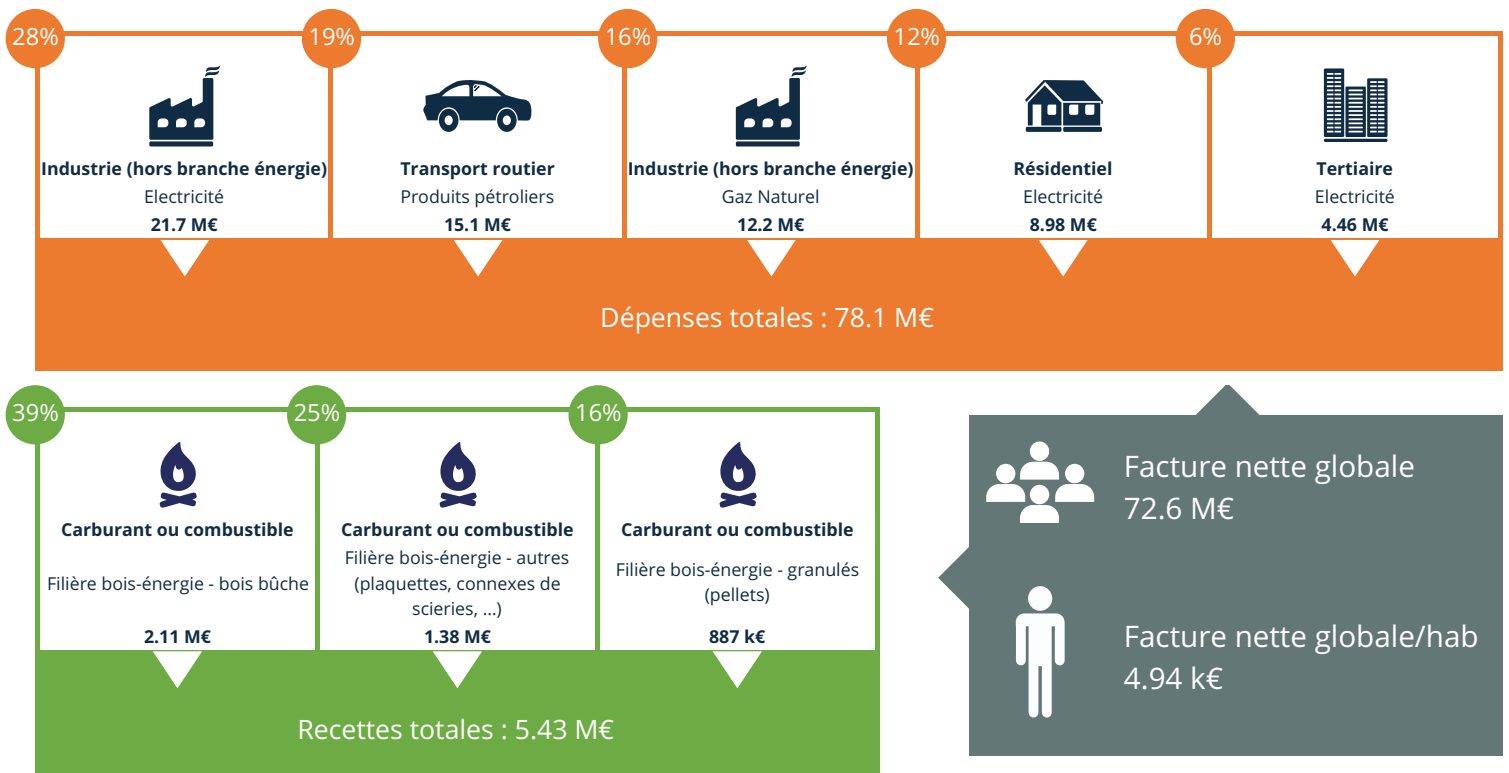 28%
19%
16%
12%
6%
Industrie (hors branche énergie)
Electricité
21.7 M€
Transport routier
Produits pétroliers
15.1 M€
Industrie (hors branche énergie)
Gaz Naturel
12.2 M€
Résidentiel
Electricité
8.98 M€
Tertiaire
Electricité
4.46 M€
Dépenses totales : 78.1 M€
39%
25%
16%
Carburant ou combustible
Filière bois-énergie - bois bûche
2.11 M€
Carburant ou combustible
Filière bois-énergie - autres
(plaquettes, connexes de
scieries, ...)
1.38 M€
Carburant ou combustible
Filière bois-énergie - granulés
(pellets)
887 k€
Recettes totales : 5.43 M€
Facture nette globale
72.6 M€
Facture nette globale/hab
4.94 k€